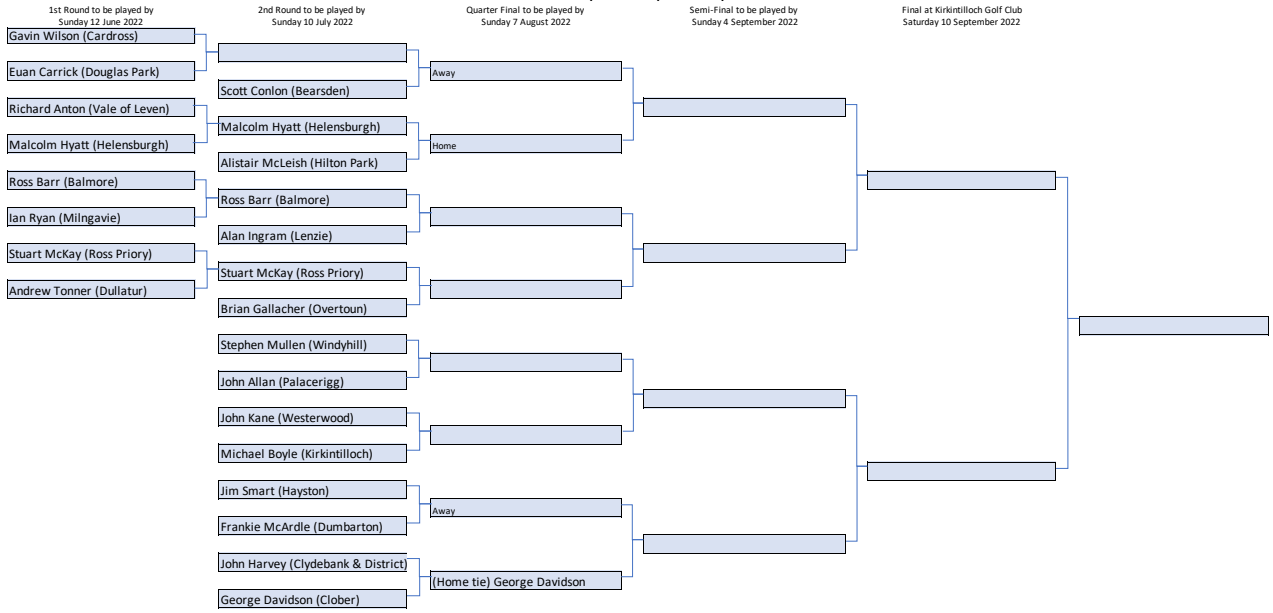 1st Round to be played by
Sunday 12 June 2022
2nd Round to be played by
Sunday 10 July 2022
Quarter Final to be played by
Sunday 7 August 2022
Semi-Final to be played by
Sunday 4 September 2022
Final at Kirkintilloch Golf Club
Saturday 10 September 2022
Gavin Wilson (Cardross)
Euan Carrick (Douglas Park)
Richard Anton (Vale of Leven)
Malcolm Hyatt (Helensburgh)
Ross Barr (Balmore)
Ian Ryan (Milngavie)
Stuart McKay (Ross Priory)
Andrew Tonner (Dullatur)
Scott Conlon (Bearsden)
Malcolm Hyatt (Helensburgh)
Alistair McLeish (Hilton Park)
Ross Barr (Balmore)
Alan Ingram (Lenzie)
Stuart McKay (Ross Priory)
Brian Gallacher (Overtoun)
Stephen Mullen (Windyhill)
John Allan (Palacerigg)
John Kane (Westerwood)
Michael Boyle (Kirkintilloch)
Jim Smart (Hayston)
Frankie McArdle (Dumbarton)
John Harvey (Clydebank & District)
George Davidson (Clober)
Away
Home
Away
(Home tie) George Davidson